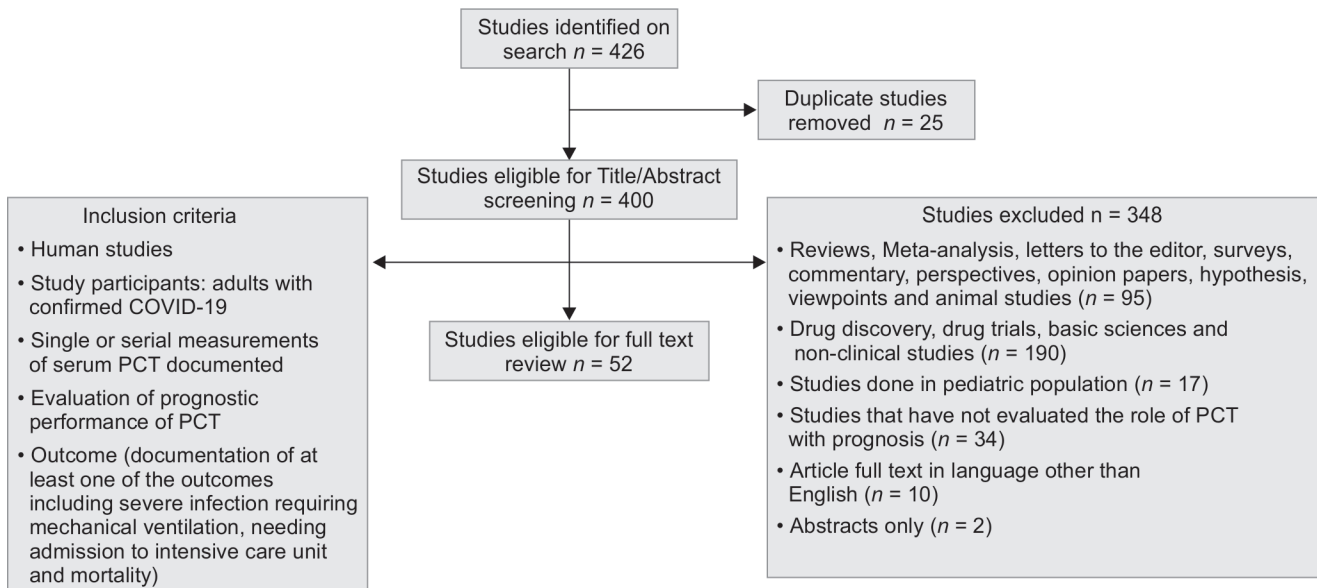 Studies identified on
search n = 426
Duplicate studies
removed n = 25
Studies eligible for Title/Abstract
screening n = 400
Inclusion criteria
• Human studies
• Study participants: adults with
confirmed COVID-19
• Single or serial measurements
of serum PCT documented
• Evaluation of prognostic
performance of PCT
• Outcome (documentation of at
least one of the outcomes
including severe infection requiring
mechanical ventilation, needing
admission to intensive care unit
and mortality)
Studies excluded n = 348
• Reviews, Meta-analysis, letters to the editor, surveys,
commentary, perspectives, opinion papers, hypothesis,
viewpoints and animal studies (n = 95)
• Drug discovery, drug trials, basic sciences and
non-clinical studies (n = 190)
• Studies done in pediatric population (n = 17)
• Studies that have not evaluated the role of PCT
with prognosis (n = 34)
• Article full text in language other than
English (n = 10)
• Abstracts only (n = 2)
Studies eligible for full text
review n = 52